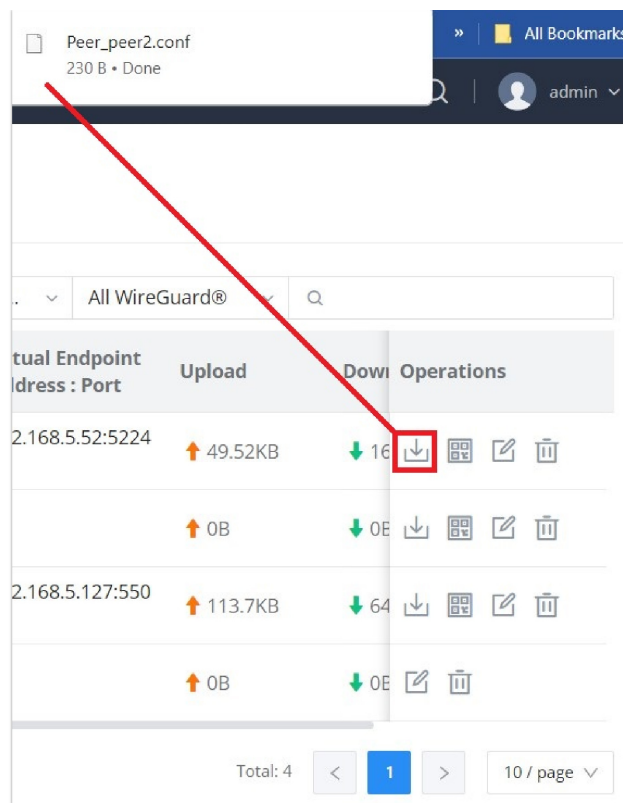 Peer_peer2.conf
230 B • Done
» All Bookmarks
admin
All WireGuard®
tual Endpoint
ddress : Port
Upload
Down
Operations
2.168.5.52:5224
49.52KB
16
0B
0B
2.168.5.127:550
113.7KB
64
0B
0B
Total: 4
<
1
>
10 / page